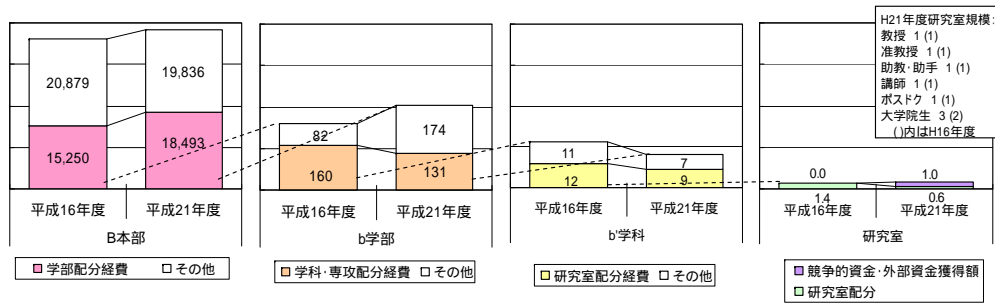 H21年度研究室規模:
教授 1 (1)
准教授 1 (1)
助教・助手 1 (1)
講師 1 (1)
ポスドク 1 (1)
大学院生 3 (2)
()内はH16年度
20,879
19,836
15,250
18,493
平成16年度
平成21年度
B本部
学部配分経費
その他
82
174
160
131
平成16年度
平成21年度
b学部
学科・専攻配分経費
その他
11
7
12
9
平成16年度
平成21年度
b'学科
研究室配分経費
その他
0.0
1.0
1.4
0.6
平成16年度
平成21年度
研究室
競争的資金・外部資金獲得額
研究室配分